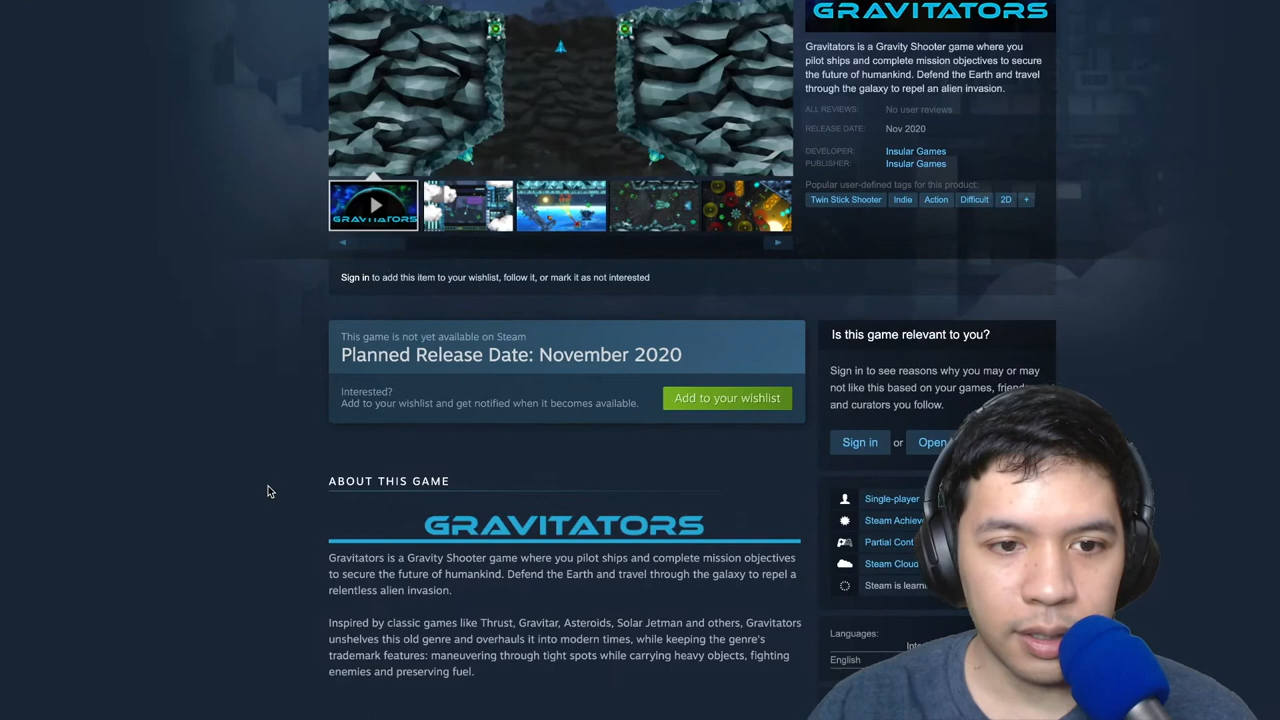 GRAVITATORS
Gravitators is a Gravity Shooter game where you
pilot ships and complete mission objectives to secure
the future of humankind. Defend the Earth and travel
through the galaxy to repel an alien invasion.
ALL REVIEWS: No user reviews
RELEASE DATE: Nov 2020
DEVELOPER: Insular Games
PUBLISHER: Insular Games
Popular user-defined tags for this product:
Twin Stick Shooter Indie Action Difficult 2D +
GRAVITATORS
Sign in to add this item to your wishlist, follow it, or mark it as not interested
This game is not yet available on Steam
Planned Release Date: November 2020
Interested?
Add to your wishlist and get notified when it becomes available.
Add to your wishlist
Is this game relevant to you?
Sign in to see reasons why you may or may
not like this based on your games,
and curators you follow.
Sign in or Open
ABOUT THIS GAME
GRAVITATORS
Gravitators is a Gravity Shooter game where you pilot ships and complete mission objectives
to secure the future of humankind. Defend the Earth and travel through the galaxy to repel a
relentless alien invasion.
Inspired by classic games like Thrust, Gravitar, Asteroids, Solar Jetman and others, Gravitators
unshelves this old genre and overhauls it into modern times, while keeping the genre's
trademark features: maneuvering through tight spots while carrying heavy objects, fighting
enemies and preserving fuel.
Single-player
Steam
Partial
Steam Cloud
Steam is
Languages:
English